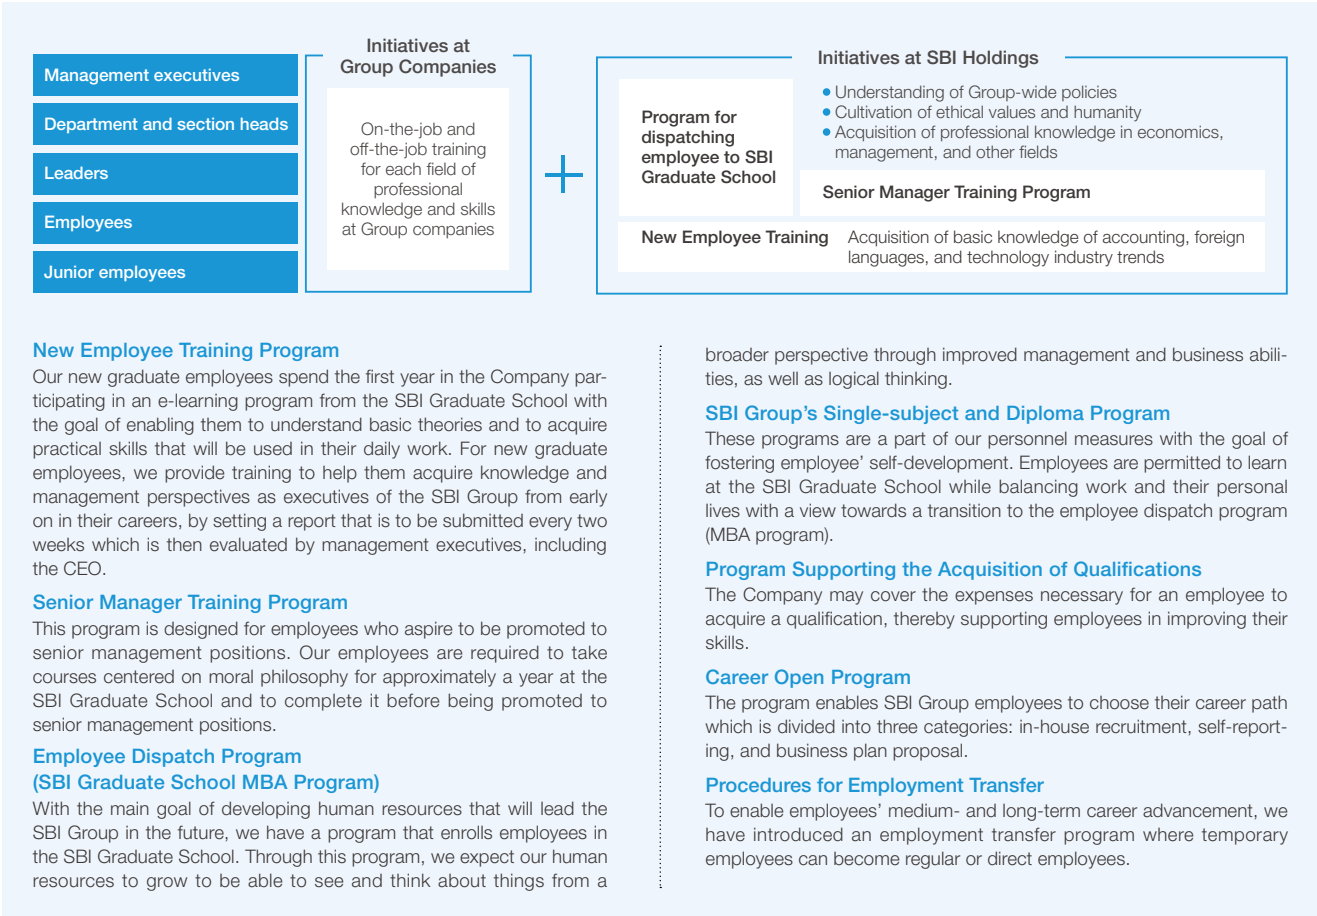 Management executives
Department and section heads
Leaders
Employees
Junior employees
Initiatives at
Group Companies
On-the-job and
off-the-job training
for each field of
professional
knowledge and skills
at Group companies
Initiatives at SBI Holdings
Program for
dispatching
employee to SBI
Graduate School
● Understanding of Group-wide policies
● Cultivation of ethical values and humanity
● Acquisition of professional knowledge in economics,
management, and other fields
Senior Manager Training Program
New Employee Training Acquisition of basic knowledge of accounting, foreign
languages, and technology industry trends
New Employee Training Program
Our new graduate employees spend the first year in the Company par-
ticipating in an e-learning program from the SBI Graduate School with
the goal of enabling them to understand basic theories and to acquire
practical skills that will be used in their daily work. For new graduate
employees, we provide training to help them acquire knowledge and
management perspectives as executives of the SBI Group from early
on in their careers, by setting a report that is to be submitted every two
weeks which is then evaluated by management executives, including
the CEO.
Senior Manager Training Program
This program is designed for employees who aspire to be promoted to
senior management positions. Our employees are required to take
courses centered on moral philosophy for approximately a year at the
SBI Graduate School and to complete it before being promoted to
senior management positions.
Employee Dispatch Program
(SBI Graduate School MBA Program)
With the main goal of developing human resources that will lead the
SBI Group in the future, we have a program that enrolls employees in
the SBI Graduate School. Through this program, we expect our human
resources to grow to be able to see and think about things from a
broader perspective through improved management and business abili-
ties, as well as logical thinking.
SBI Group's Single-subject and Diploma Program
These programs are a part of our personnel measures with the goal of
fostering employee' self-development. Employees are permitted to learn
at the SBI Graduate School while balancing work and their personal
lives with a view towards a transition to the employee dispatch program
(MBA program).
Program Supporting the Acquisition of Qualifications
The Company may cover the expenses necessary for an employee to
acquire a qualification, thereby supporting employees in improving their
skills.
Career Open Program
The program enables SBI Group employees to choose their career path
which is divided into three categories: in-house recruitment, self-report-
ing, and business plan proposal.
Procedures for Employment Transfer
To enable employees' medium- and long-term career advancement, we
have introduced an employment transfer program where temporary
employees can become regular or direct employees.